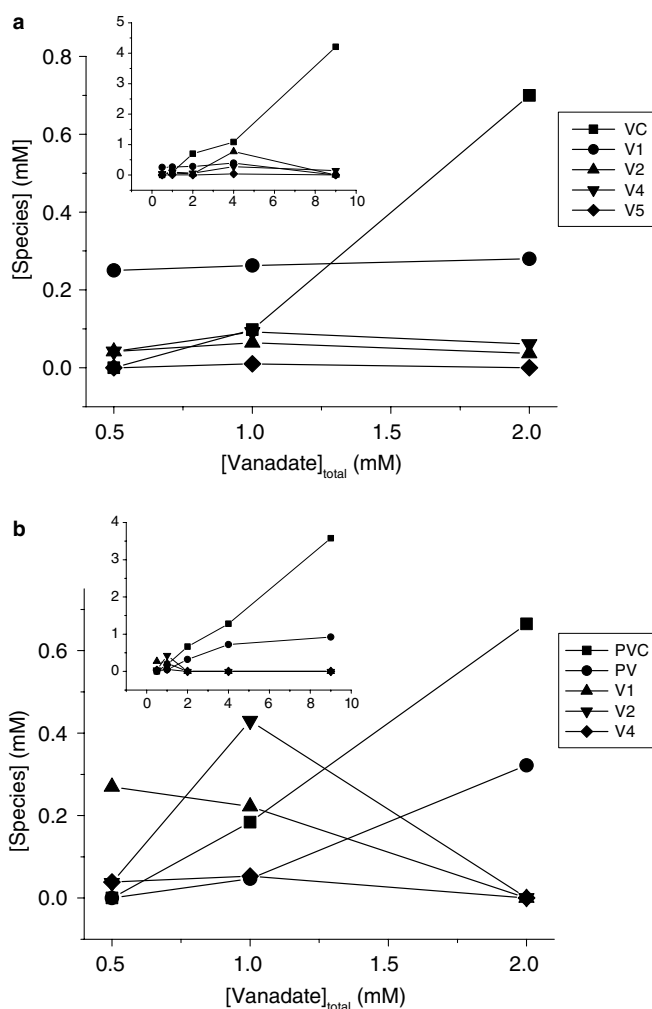 a
5
4
3
2
1
0
0 2 4 6 8 10
0.8
0.6
0.4
0.2
0.0
[Species] (mM]
0.5 1.0 1.5 2.0
[Vanadate]total (mM)
VC
V1
V2
V4
V5
b
4
3
2
1
0
0 2 4 6 8 10
0.6
0.4
0.2
0.0
[Species] (mM)
0.5 1.0 1.5 2.0
[Vanadate]total (mM)
PVC
PV
V1
V2
V4